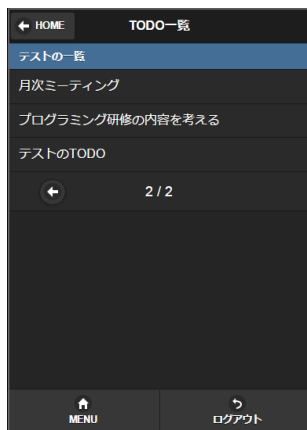 HOME TODO一覧
テストの一覧
月次ミーティング
プログラミング研修の内容を考える
テストのTODO
2 / 2
MENU ログアウト